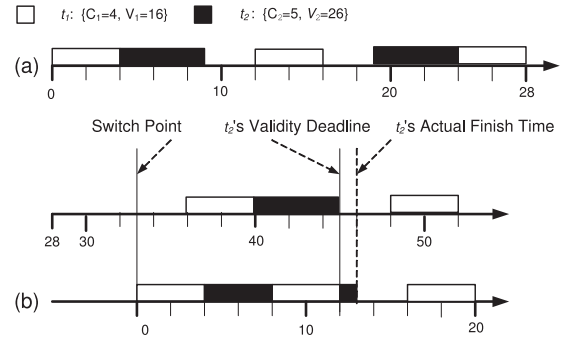 t₁: {C₁=4, V₁=16} t₂: {C₂=5, V₂=26}
(a)
0 10 20 28
Switch Point t₂'s Validity Deadline t₂'s Actual Finish Time
28 30 40 50
(b)
0 10 20